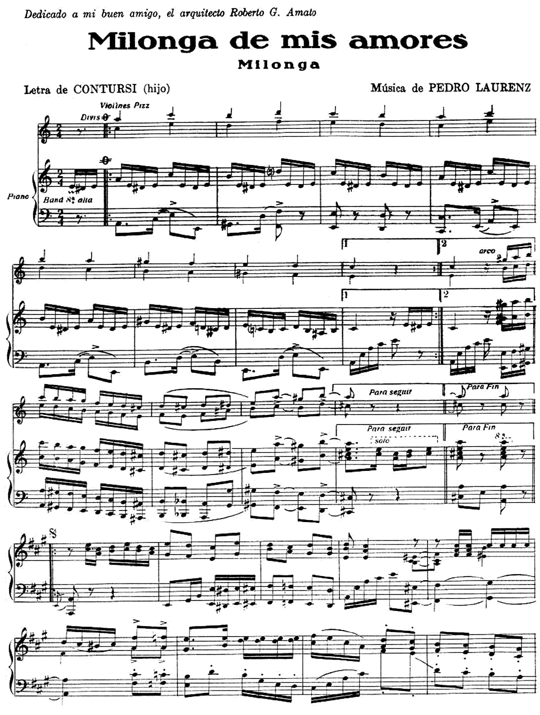 Dedicado a mi buen amigo, el arquitecto Roberto G. Amato
Milonga de mis amores
Milonga
Letra de CONTURSI (hijo)
Música de PEDRO LAURENZ
Violines Pizz
Divis
Piano
Band 8ª alta
1
2
arco
1
2
Para seguir
Para Fin
Para seguir
solo
Para Fin
8ª